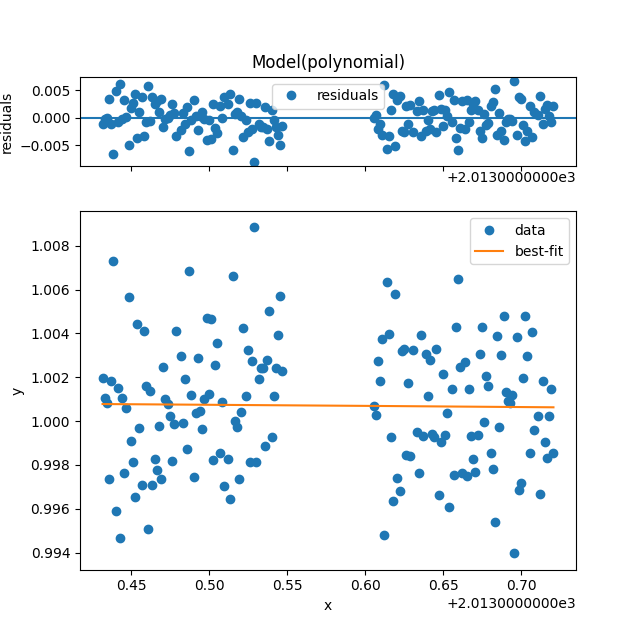 Model(polynomial)
residuals
0.005
0.000
−0.005
residuals
+2.0130000000e3
y
1.008
1.006
1.004
1.002
1.000
0.998
0.996
0.994
data
best-fit
0.45 0.50 0.55 0.60 0.65 0.70
x
+2.0130000000e3